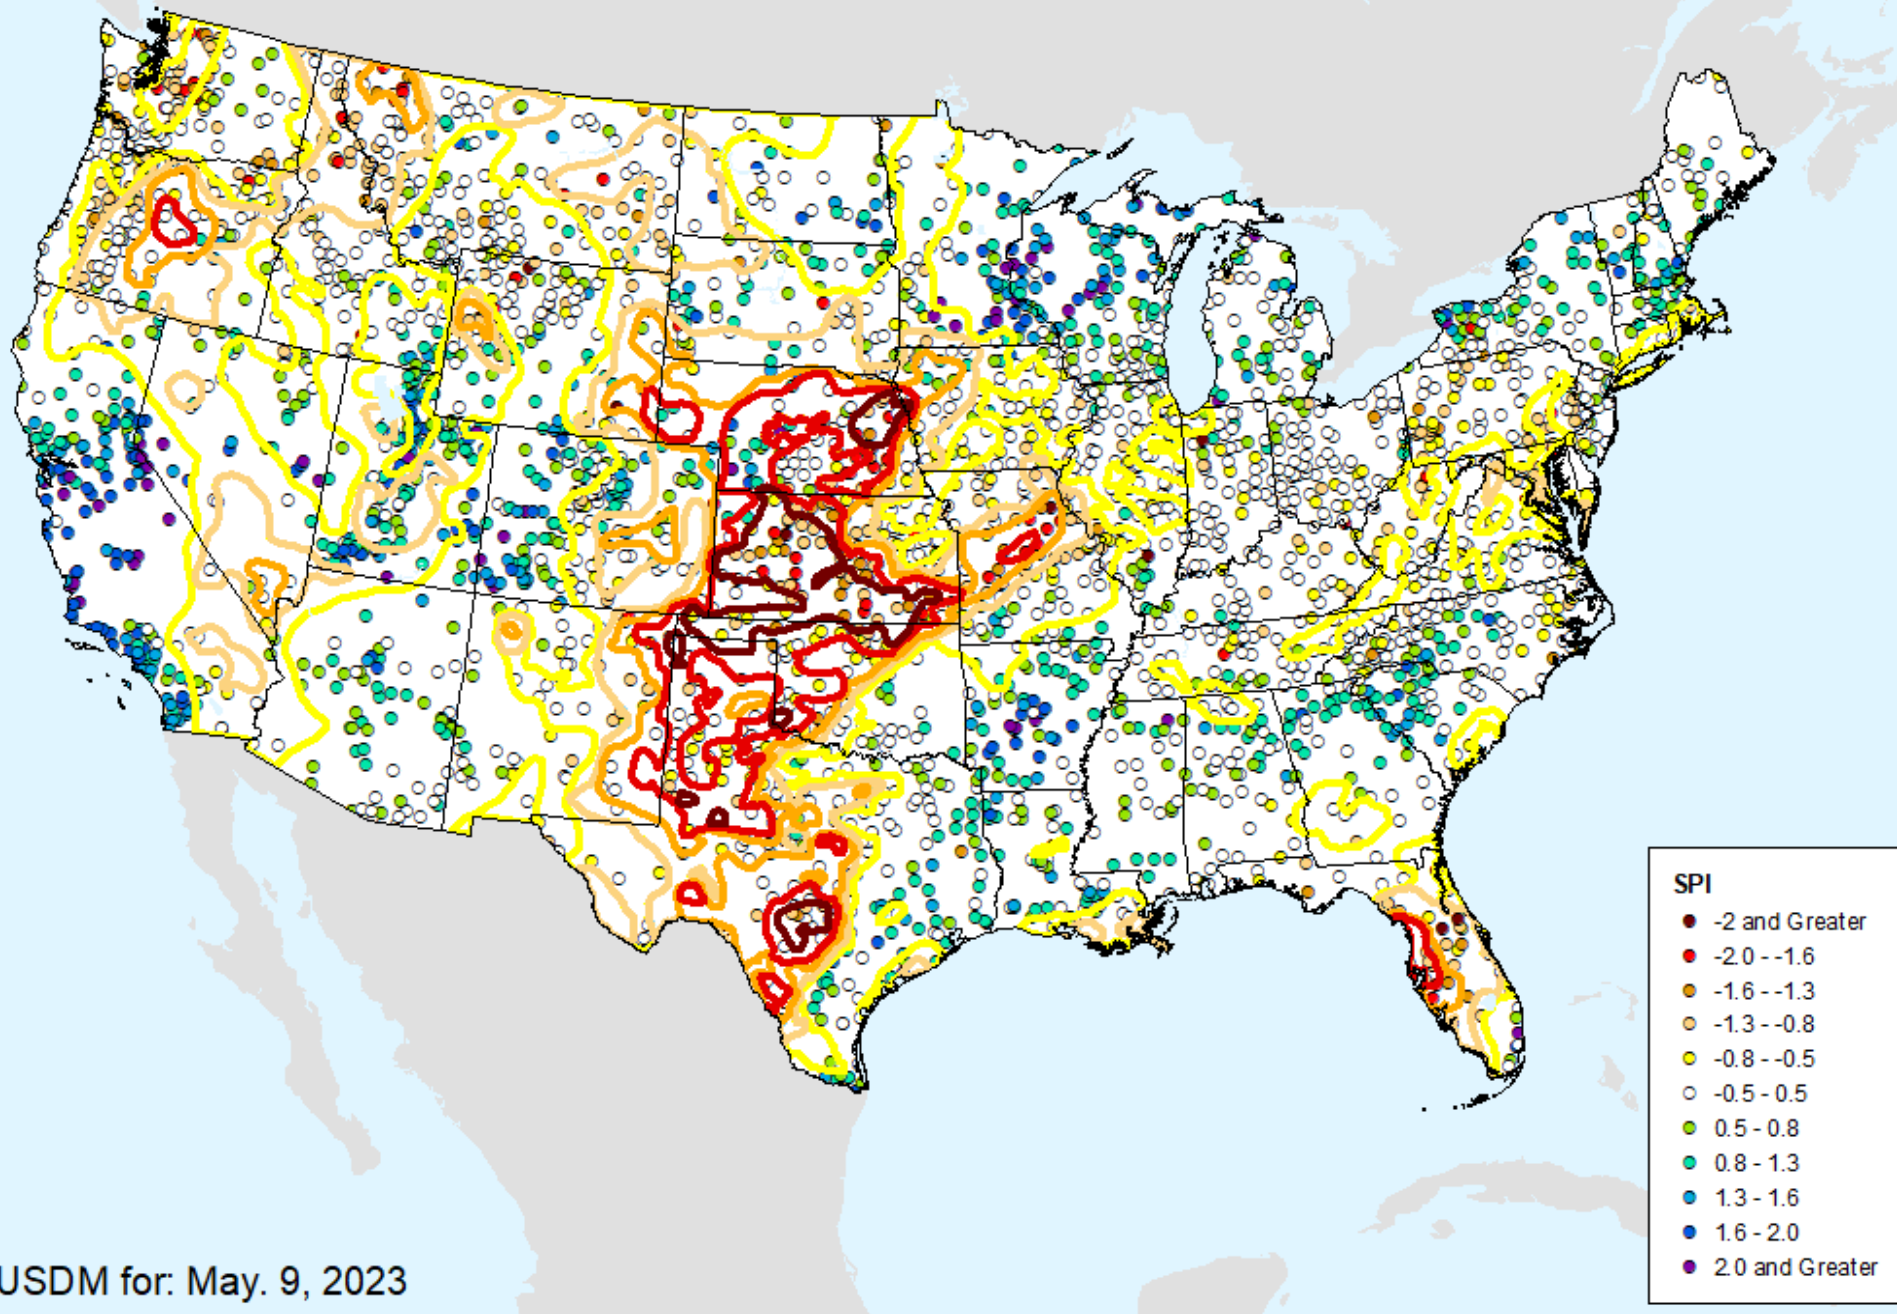 SPI
-2 and Greater
-2.0 - -1.6
-1.6 - -1.3
-1.3 - -0.8
-0.8 - -0.5
-0.5 - 0.5
0.5 - 0.8
0.8 - 1.3
1.3 - 1.6
1.6 - 2.0
2.0 and Greater
USDM for: May. 9, 2023